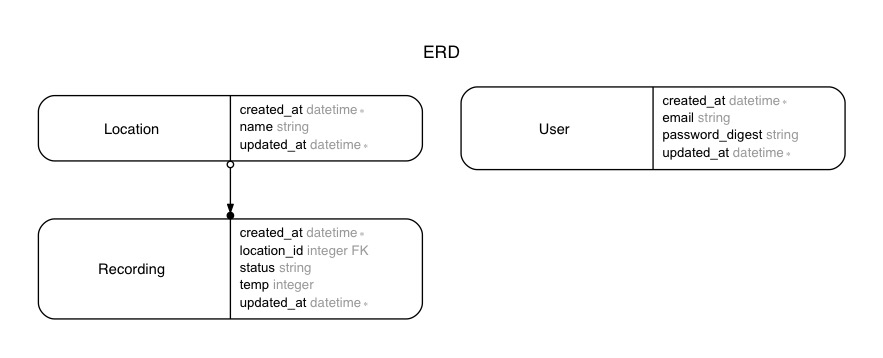 ERD
Location
created_at datetime *
name string
updated_at datetime *
User
created_at datetime *
email string
password_digest string
updated_at datetime *
Recording
created_at datetime *
location_id integer FK
status string
temp integer
updated_at datetime *